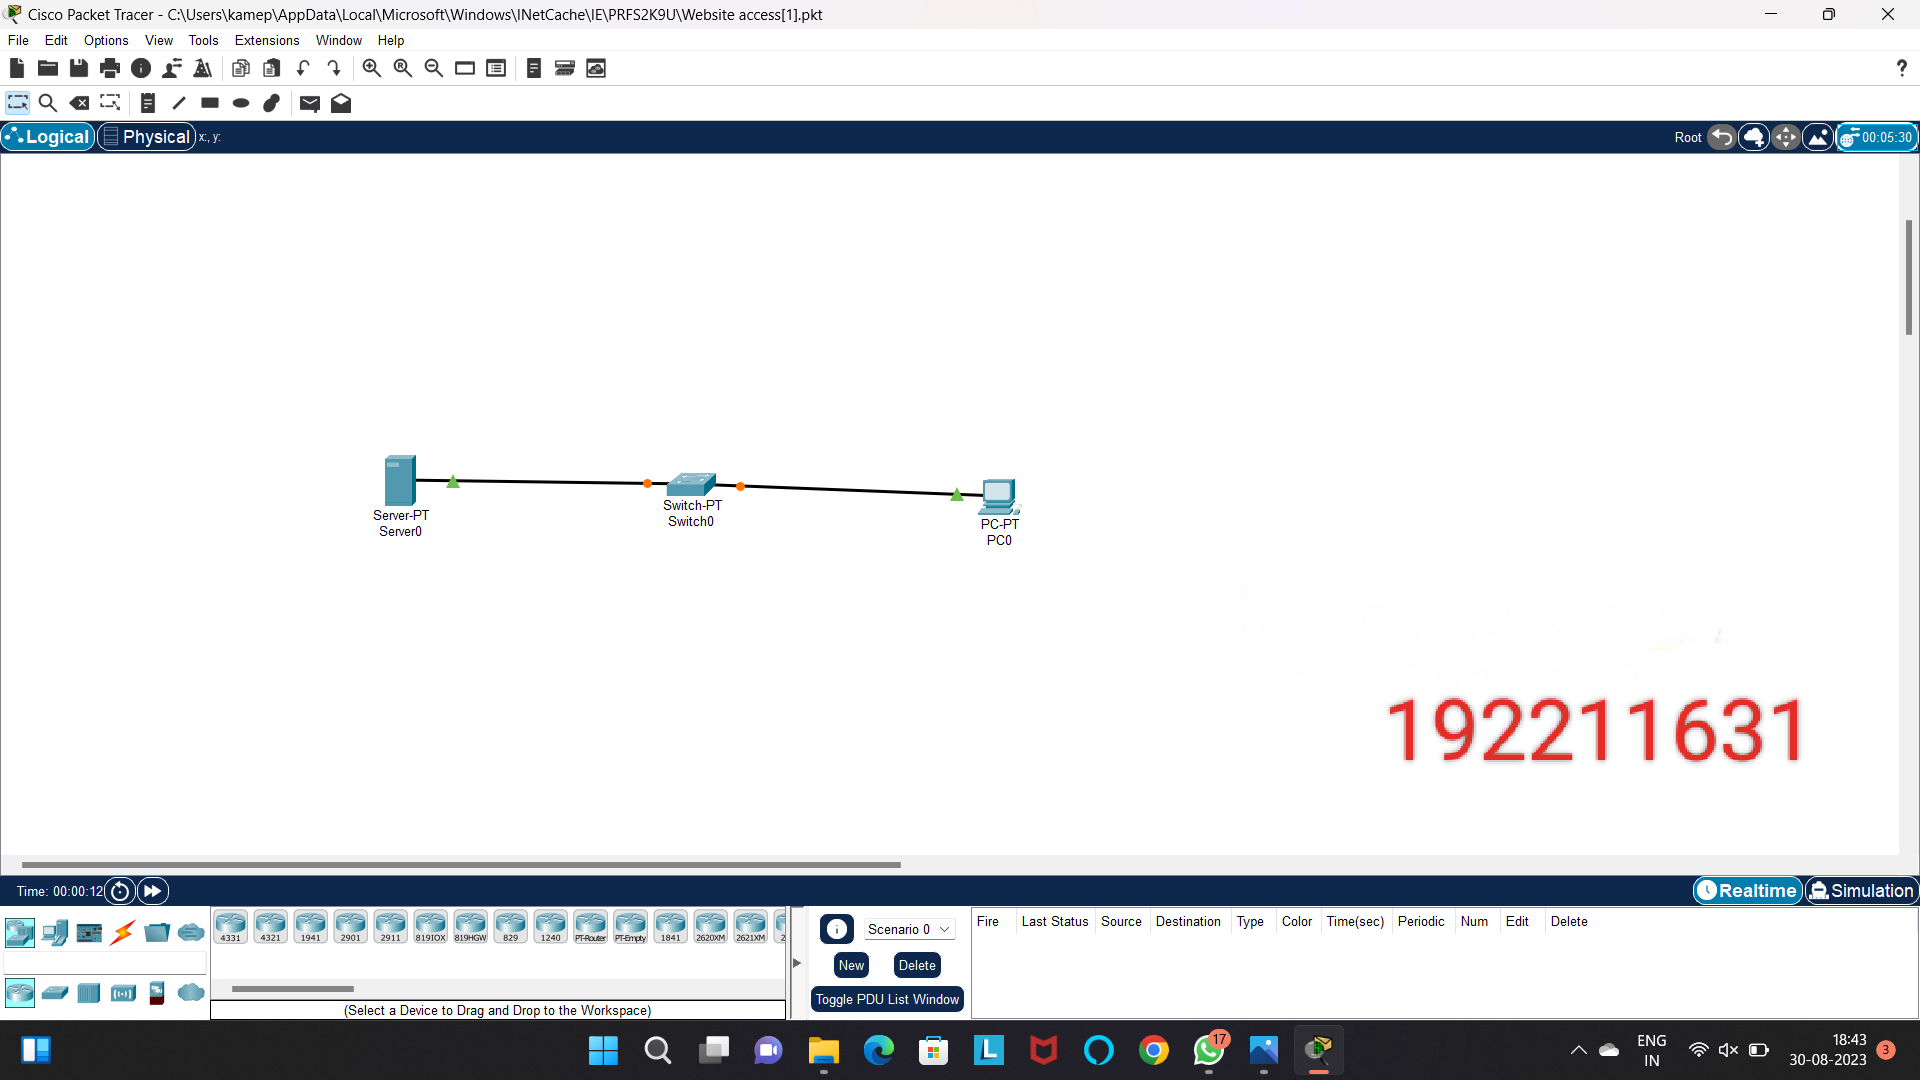 Cisco Packet Tracer - C:\Users\kamep\AppData\Local\Microsoft\Windows\INetCache\IE\PRFS2K9U\Website access[1].pkt
File Edit Options View Tools Extensions Window Help
?
Logical Physical x:, y: Root 00:05:30
Server-PT
Server0
Switch-PT
Switch0
PC-PT
PC0
192211631
Time: 00:00:12 Realtime Simulation
4331 4321 1941 2901 2911 819IOX 819HGW 829 1240 PT-Router PT-Empty 1841 2620XM 2621XM 2
(Select a Device to Drag and Drop to the Workspace)
Scenario 0
New Delete
Toggle PDU List Window
Fire Last Status Source Destination Type Color Time(sec) Periodic Num Edit Delete
L 17
ENG
IN
18:43
30-08-2023
3